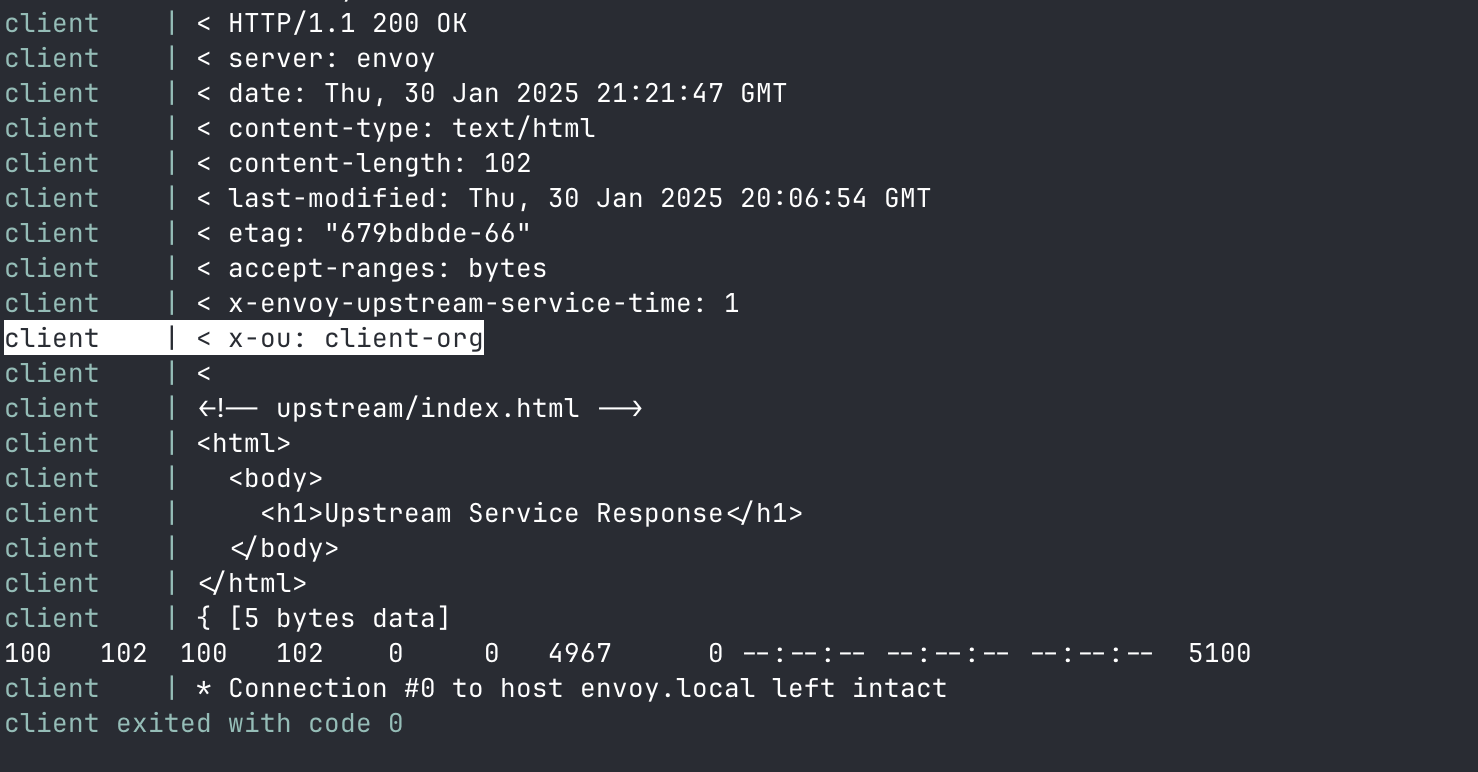 client    | < HTTP/1.1 200 OK
client    | < server: envoy
client    | < date: Thu, 30 Jan 2025 21:21:47 GMT
client    | < content-type: text/html
client    | < content-length: 102
client    | < last-modified: Thu, 30 Jan 2025 20:06:54 GMT
client    | < etag: "679bdbde-66"
client    | < accept-ranges: bytes
client    | < x-envoy-upstream-service-time: 1
client    | < x-ou: client-org
client    | <
client    | <!-- upstream/index.html -->
client    | <html>
client    |   <body>
client    |     <h1>Upstream Service Response</h1>
client    |   </body>
client    | </html>
client    | { [5 bytes data]
100   102  100   102    0     0   4967      0 --:--:-- --:--:-- --:--:--  5100
client    | * Connection #0 to host envoy.local left intact
client exited with code 0